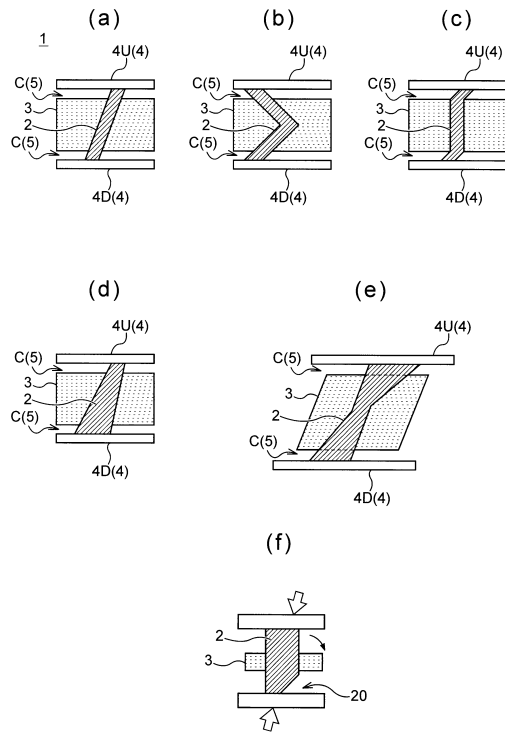 (a) (b) (c)
1
4U(4) 4U(4) 4U(4)
C(5) C(5) C(5)
3 3 3
2 2 2
C(5) C(5) C(5)
4D(4) 4D(4) 4D(4)
(d) (e)
4U(4) 4U(4)
C(5) C(5)
3 3
2 2
C(5) C(5)
4D(4) 4D(4)
(f)
2
3
20